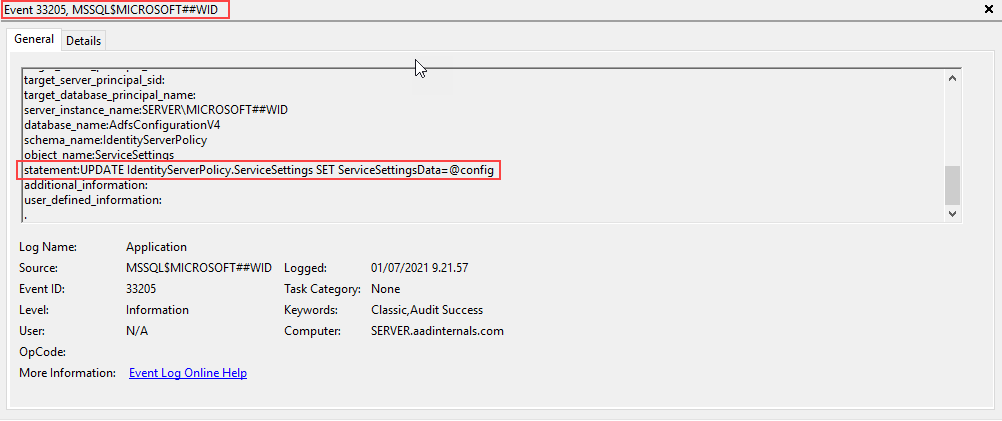 Event 33205, MSSQL$MICROSOFT##WID
General
Details
target_server_principal_sid:
target_database_principal_name:
server_instance_name:SERVER\MICROSOFT##WID
database_name:AdfsConfigurationV4
schema_name:IdentityServerPolicy
object_name:ServiceSettings
statement:UPDATE IdentityServerPolicy.ServiceSettings SET ServiceSettingsData=@config
additional_information:
user_defined_information:
.
Log Name: Application
Source: MSSQL$MICROSOFT##WID Logged: 01/07/2021 9.21.57
Event ID: 33205 Task Category: None
Level: Information Keywords: Classic,Audit Success
User: N/A Computer: SERVER.aadinternals.com
OpCode:
More Information: Event Log Online Help